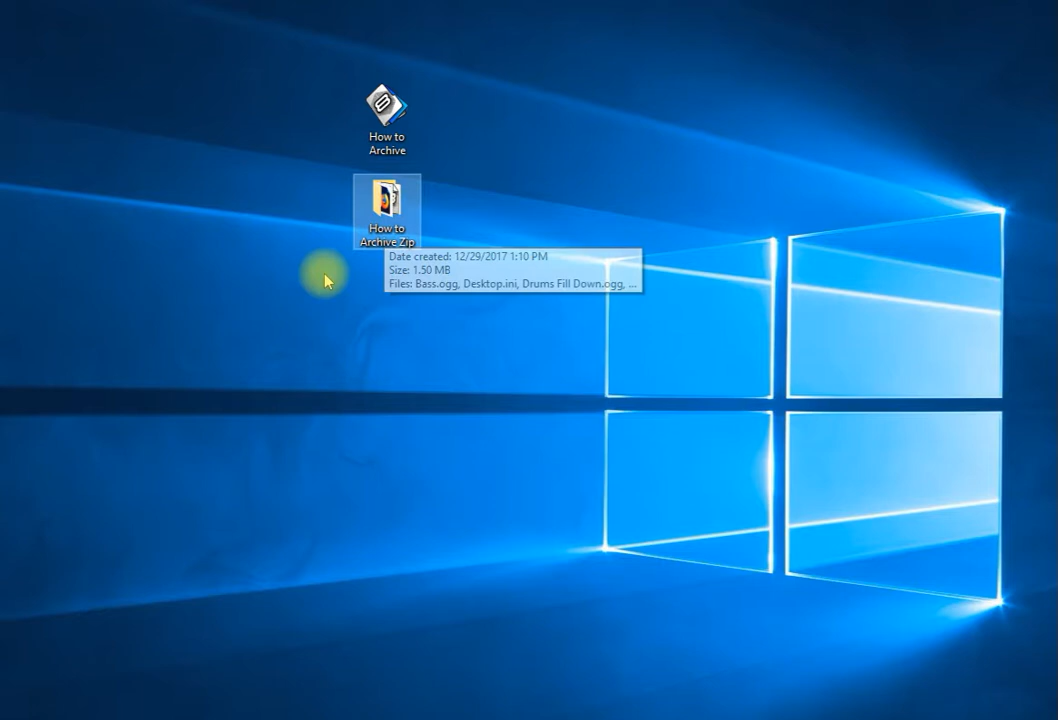 How to
Archive
How to
Archive Zip
Date created: 12/29/2017 1:10 PM
Size: 1.50 MB
Files: Bass.ogg, Desktop.ini, Drums Fill Down.ogg, ...